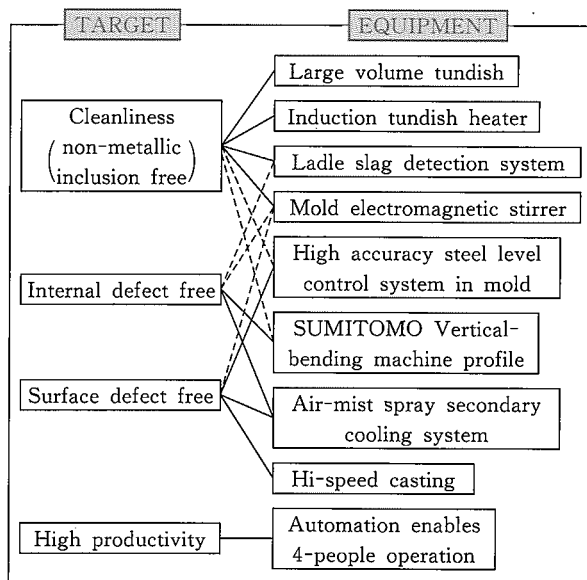 TARGET
EQUIPMENT
Large volume tundish
Cleanliness
(non-metallic
inclusion free)
Induction tundish heater
Ladle slag detection system
Mold electromagnetic stirrer
High accuracy steel level
control system in mold
Internal defect free
SUMITOMO Vertical-
bending machine profile
Surface defect free
Air-mist spray secondary
cooling system
Hi-speed casting
High productivity
Automation enables
4-people operation